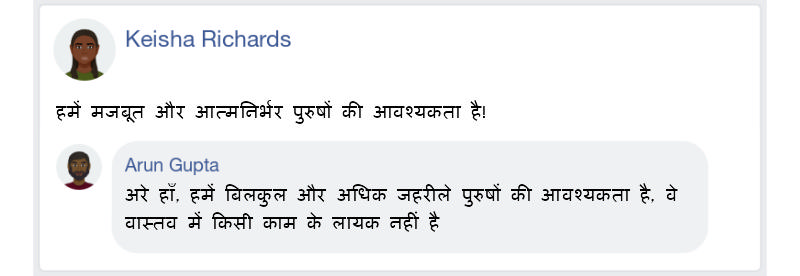 Keisha Richards
हमें मजबूत और आत्मनिर्भर पुरुषों की आवश्यकता है!
Arun Gupta
अरे हाँ, हमें बिलकुल और अधिक जहरीले पुरुषों की आवश्यकता है, वे
वास्तव में किसी काम के लायक नहीं है